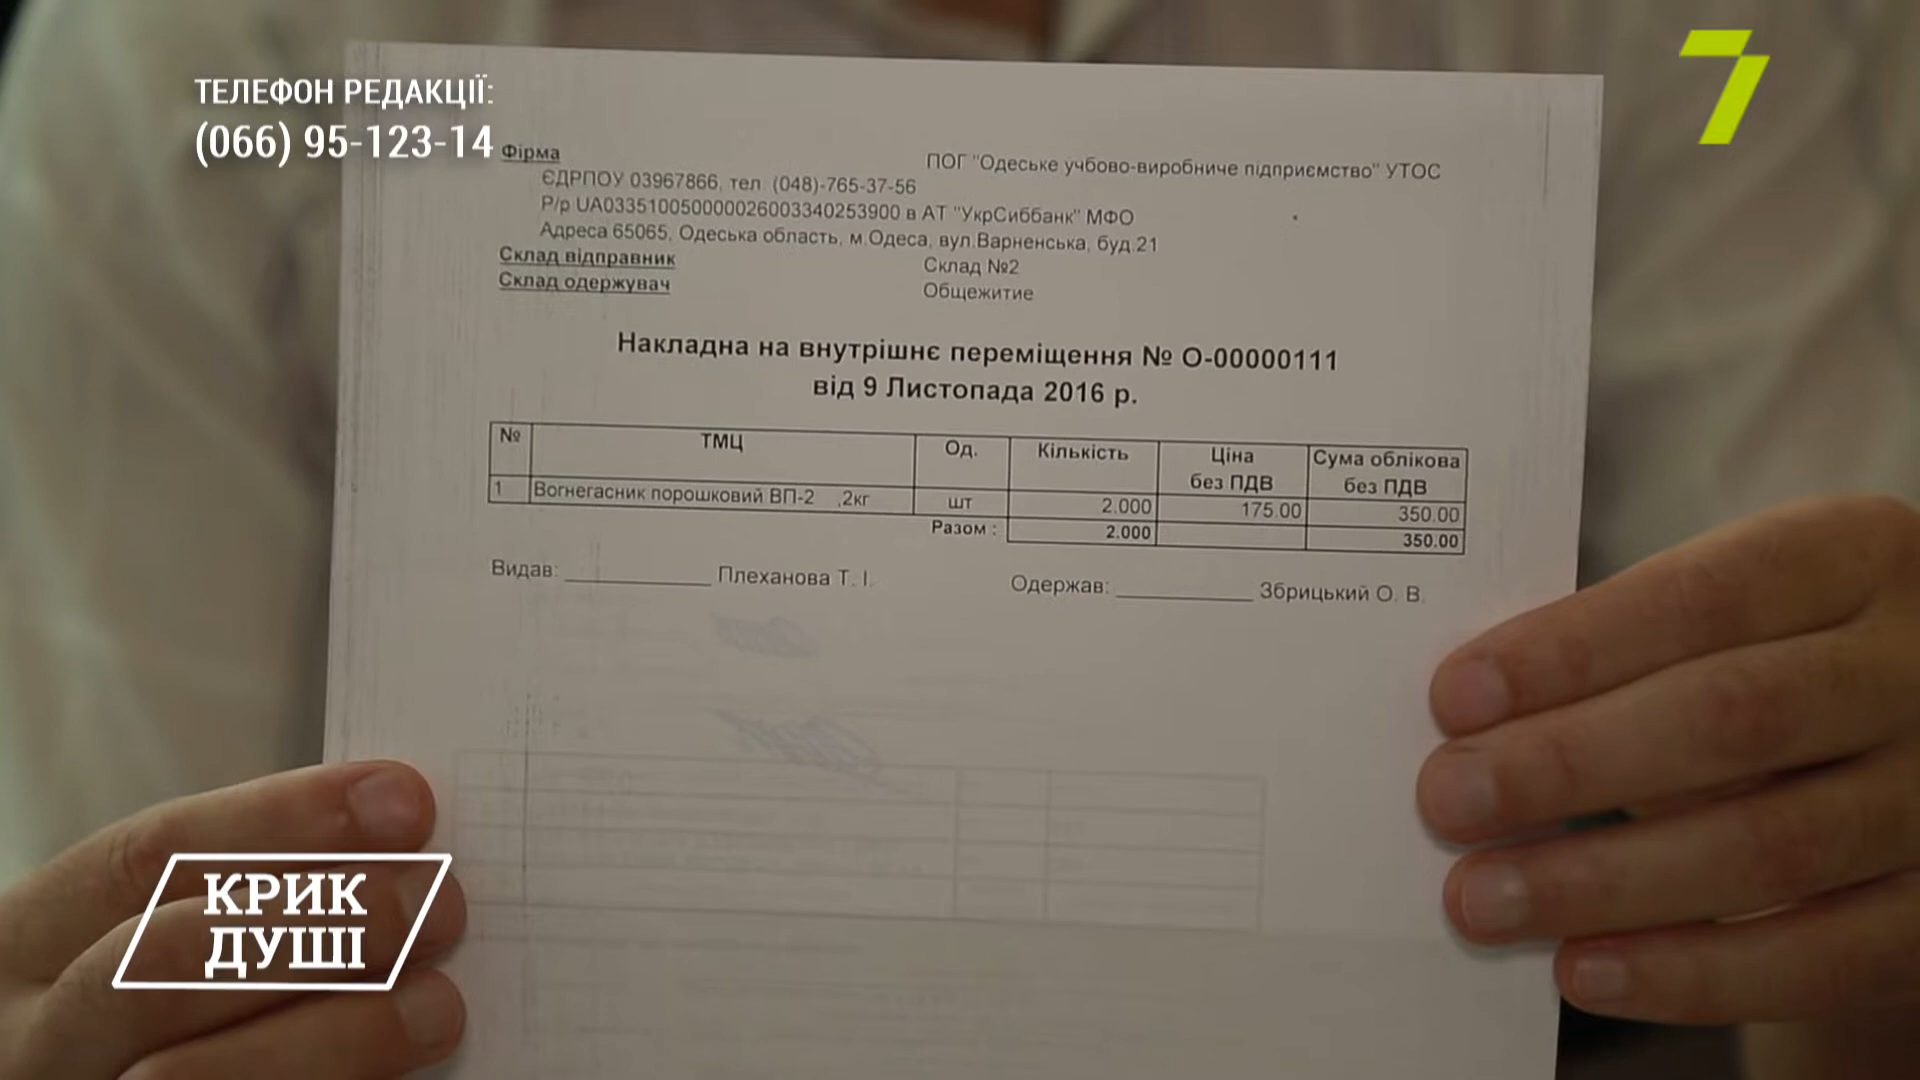 ТЕЛЕФОН РЕДАКЦІЇ:
(066) 95-123-14
7
Фірма ПОГ "Одеське учбово-виробниче підприємство" УТОС
ЄДРПОУ 03967866, тел. (048)-765-37-56
Р/р UA033510050000026003340253900 в АТ "УкрСиббанк" МФО
Адреса 65065, Одеська область, м.Одеса, вул.Варненська, буд.21
Склад відправник Склад №2
Склад одержувач Общежитие
Накладна на внутрішнє переміщення № О-00000111
від 9 Листопада 2016 р.
№ ТМЦ Од. Кількість Ціна без ПДВ Сума облікова без ПДВ
1 Вогнегасник порошковий ВП-2 ,2кг шт 2.000 175.00 350.00
Разом : 2.000 350.00
Видав: ____________ Плеханова Т. І. Одержав: ____________ Збрицький О. В.
КРИК
ДУШІ